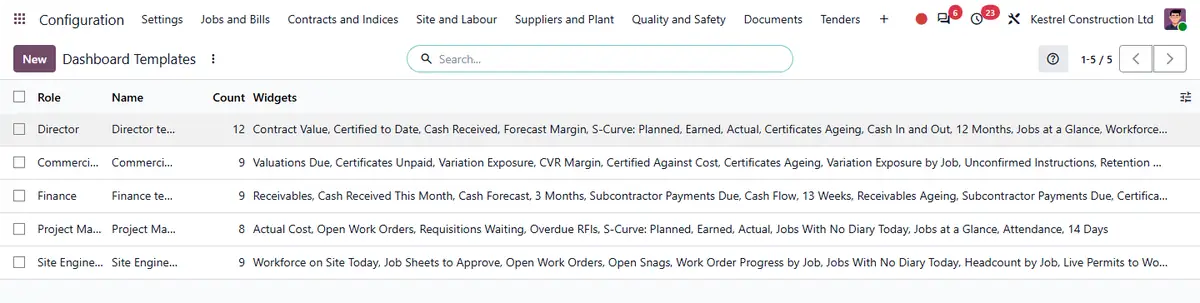 Configuration Settings Jobs and Bills Contracts and Indices Site and Labour Suppliers and Plant Quality and Safety Documents Tenders + 6 23 Kestrel Construction Ltd
New Dashboard Templates Search... 1-5 / 5
Role Name Count Widgets
Director Director te... 12 Contract Value, Certified to Date, Cash Received, Forecast Margin, S-Curve: Planned, Earned, Actual, Certificates Ageing, Cash In and Out, 12 Months, Jobs at a Glance, Workforce...
Commerci... Commerci... 9 Valuations Due, Certificates Unpaid, Variation Exposure, CVR Margin, Certified Against Cost, Certificates Ageing, Variation Exposure by Job, Unconfirmed Instructions, Retention ...
Finance Finance te... 9 Receivables, Cash Received This Month, Cash Forecast, 3 Months, Subcontractor Payments Due, Cash Flow, 13 Weeks, Receivables Ageing, Subcontractor Payments Due, Certifica...
Project Ma... Project Ma... 8 Actual Cost, Open Work Orders, Requisitions Waiting, Overdue RFIs, S-Curve: Planned, Earned, Actual, Jobs With No Diary Today, Jobs at a Glance, Attendance, 14 Days
Site Engine... Site Engine... 9 Workforce on Site Today, Job Sheets to Approve, Open Work Orders, Open Snags, Work Order Progress by Job, Jobs With No Diary Today, Headcount by Job, Live Permits to Wo...